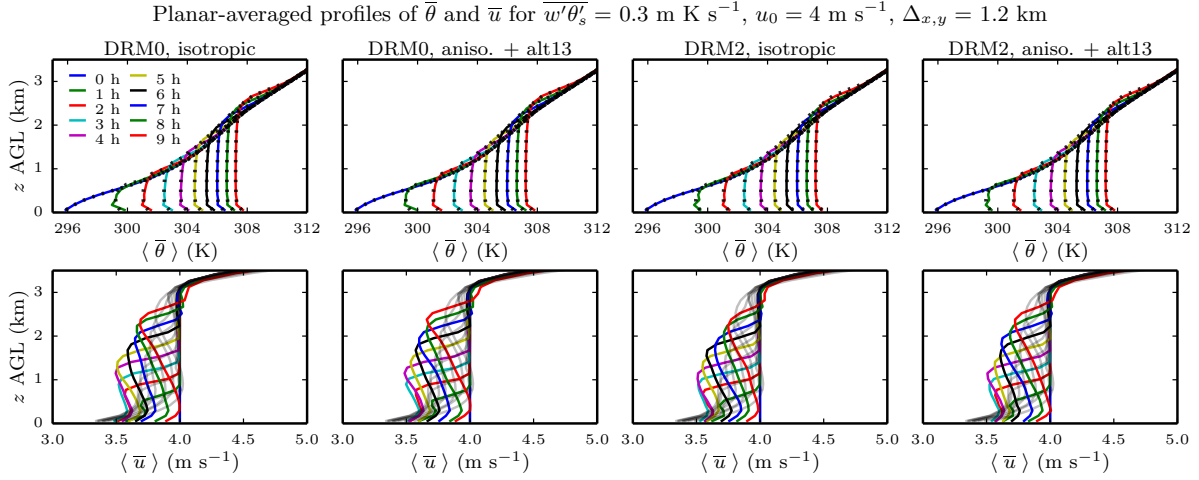 Planar-averaged profiles of θ̅ and u̅ for w′θ′ₛ = 0.3 m K s⁻¹, u₀ = 4 m s⁻¹, Δₓ,ᵧ = 1.2 km
DRM0, isotropic DRM0, aniso. + alt13 DRM2, isotropic DRM2, aniso. + alt13
z AGL (km)
3
2
1
0
0 h 5 h
1 h 6 h
2 h 7 h
3 h 8 h
4 h 9 h
296 300 304 308 312 296 300 304 308 312 296 300 304 308 312 296 300 304 308 312
⟨ θ̅ ⟩ (K) ⟨ θ̅ ⟩ (K) ⟨ θ̅ ⟩ (K) ⟨ θ̅ ⟩ (K)
z AGL (km)
3
2
1
0
3.0 3.5 4.0 4.5 5.0 3.0 3.5 4.0 4.5 5.0 3.0 3.5 4.0 4.5 5.0 3.0 3.5 4.0 4.5 5.0
⟨ u̅ ⟩ (m s⁻¹) ⟨ u̅ ⟩ (m s⁻¹) ⟨ u̅ ⟩ (m s⁻¹) ⟨ u̅ ⟩ (m s⁻¹)